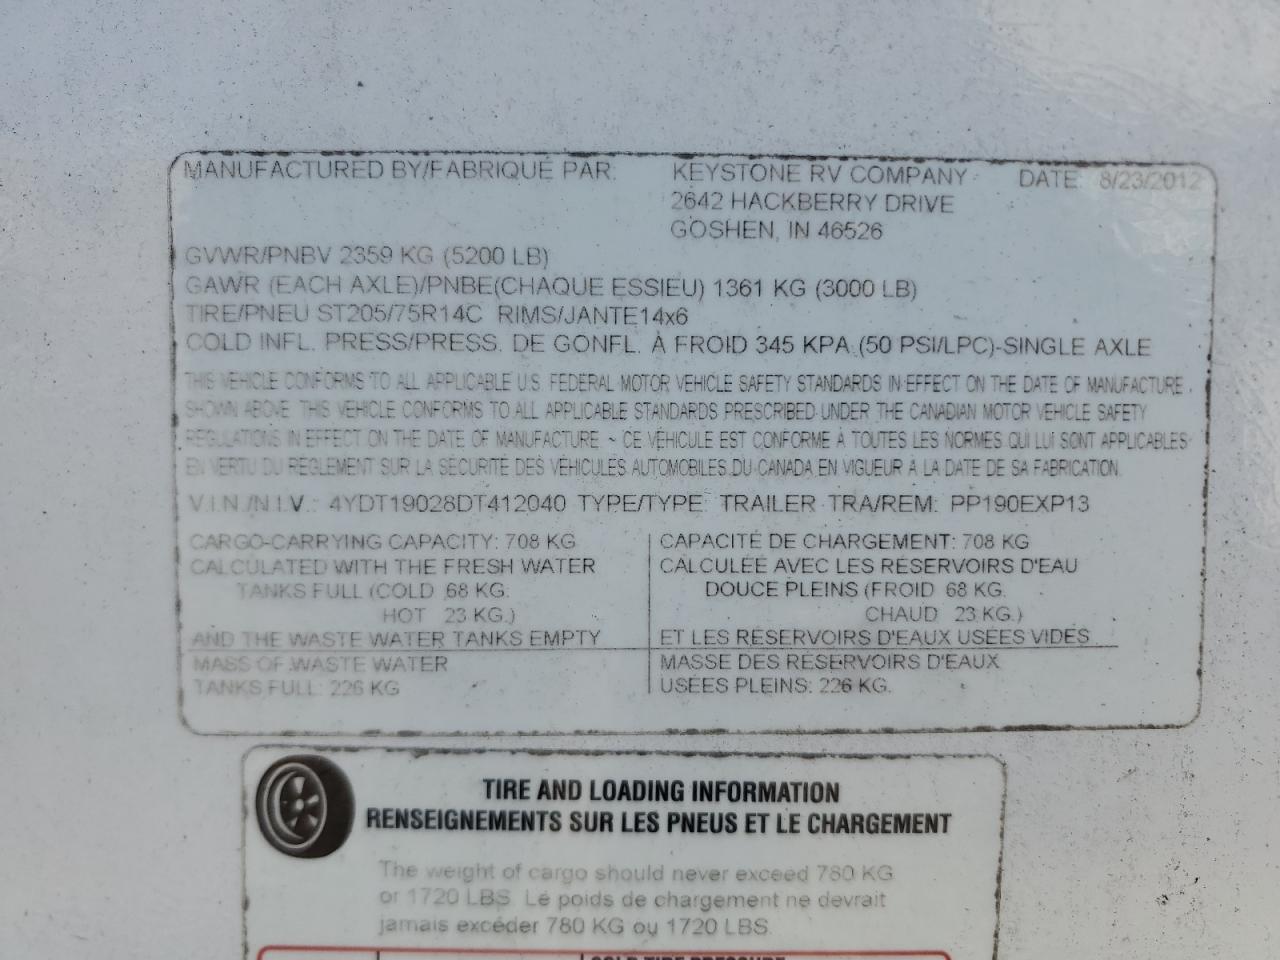 MANUFACTURED BY/FABRIQUÉ PAR: KEYSTONE RV COMPANY DATE: 8/23/2012
2642 HACKBERRY DRIVE
GOSHEN, IN 46526
GVWR/PNBV 2359 KG (5200 LB)
GAWR (EACH AXLE)/PNBE(CHAQUE ESSIEU) 1361 KG (3000 LB)
TIRE/PNEU ST205/75R14C RIMS/JANTE14x6
COLD INFL. PRESS/PRESS. DE GONFL. À FROID 345 KPA (50 PSI/LPC)-SINGLE AXLE
THIS VEHICLE CONFORMS TO ALL APPLICABLE U.S. FEDERAL MOTOR VEHICLE SAFETY STANDARDS IN EFFECT ON THE DATE OF MANUFACTURE
SHOWN ABOVE THIS VEHICLE CONFORMS TO ALL APPLICABLE STANDARDS PRESCRIBED UNDER THE CANADIAN MOTOR VEHICLE SAFETY
REGULATIONS IN EFFECT ON THE DATE OF MANUFACTURE ~ CE VÉHICULE EST CONFORME À TOUTES LES NORMES QUI LUI SONT APPLICABLES
EN VERTU DU RÈGLEMENT SUR LA SÉCURITÉ DES VÉHICULES AUTOMOBILES DU CANADA EN VIGUEUR À LA DATE DE SA FABRICATION.
V.I.N./N.I.V.: 4YDT19028DT412040 TYPE/TYPE: TRAILER TRA/REM: PP190EXP13
CARGO-CARRYING CAPACITY: 708 KG
CALCULATED WITH THE FRESH WATER
TANKS FULL (COLD 68 KG.
HOT 23 KG.)
AND THE WASTE WATER TANKS EMPTY
MASS OF WASTE WATER
TANKS FULL: 226 KG
CAPACITÉ DE CHARGEMENT: 708 KG
CALCULÉE AVEC LES RÉSERVOIRS D'EAU
DOUCE PLEINS (FROID 68 KG.
CHAUD 23 KG.)
ET LES RÉSERVOIRS D'EAUX USÉES VIDES
MASSE DES RÉSERVOIRS D'EAUX
USÉES PLEINS: 226 KG.
TIRE AND LOADING INFORMATION
RENSEIGNEMENTS SUR LES PNEUS ET LE CHARGEMENT
The weight of cargo should never exceed 780 KG
or 1720 LBS. Le poids de chargement ne devrait
jamais excéder 780 KG ou 1720 LBS.
COLD TIRE PRESSURE